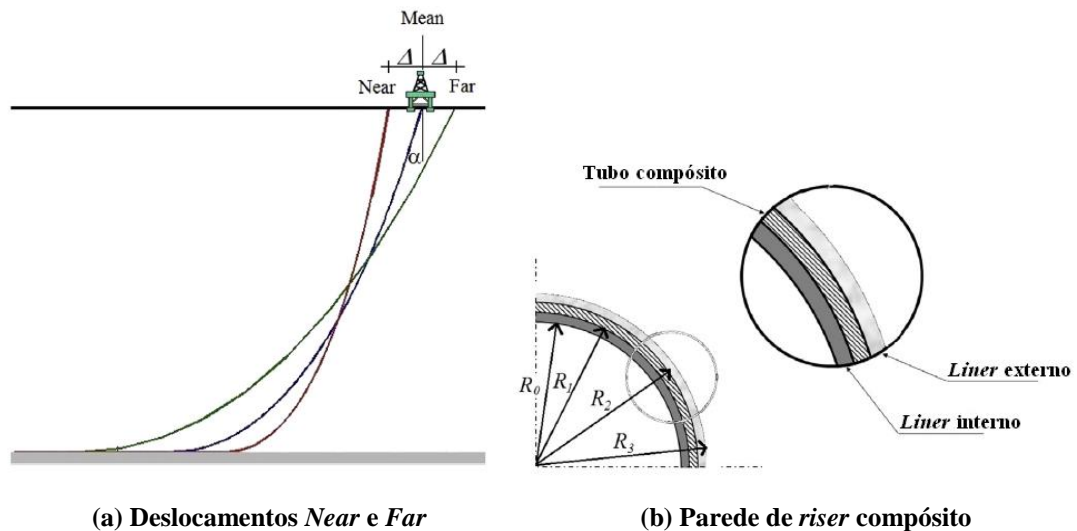 Mean
Δ Δ
Near Far
α
(a) Deslocamentos Near e Far
Tubo compósito
R₀
R₁
R₂
R₃
Liner externo
Liner interno
(b) Parede de riser compósito